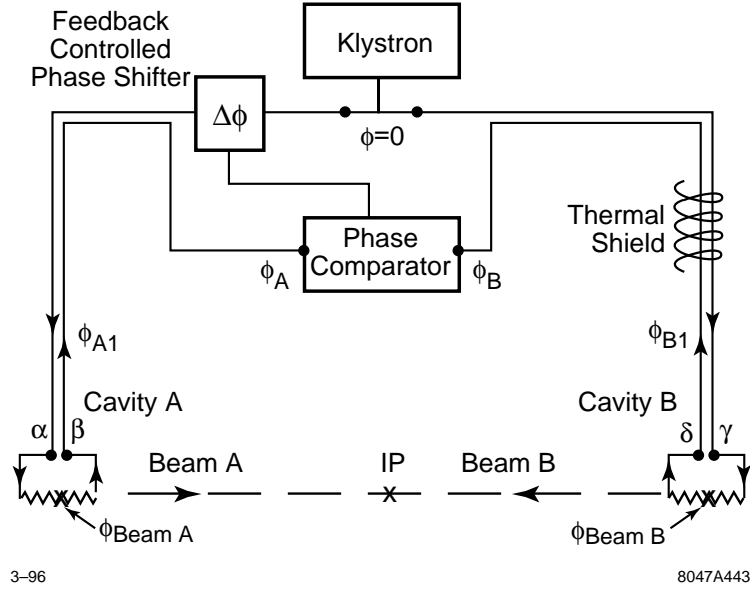 Feedback
Controlled
Phase Shifter
Klystron
Δϕ
ϕ=0
Thermal
Shield
Phase
Comparator
ϕA
ϕB
ϕA1
ϕB1
Cavity A
Cavity B
α β
δ γ
Beam A
IP
Beam B
x
ϕBeam A
ϕBeam B
3–96
8047A443